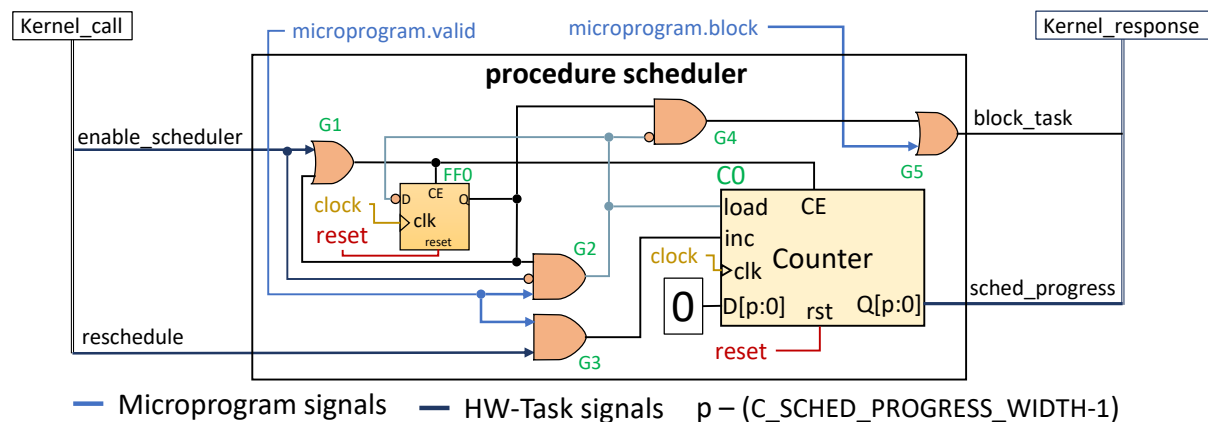 Kernel_call
microprogram.valid
microprogram.block
Kernel_response
procedure scheduler
enable_scheduler
G1
G4
G5
block_task
FF0
D
CE
Q
clock
clk
reset
reset
C0
load
CE
inc
G2
clock
clk
Counter
0
D[p:0]
rst
Q[p:0]
sched_progress
reschedule
G3
reset
Microprogram signals
HW-Task signals
p – (C_SCHED_PROGRESS_WIDTH-1)